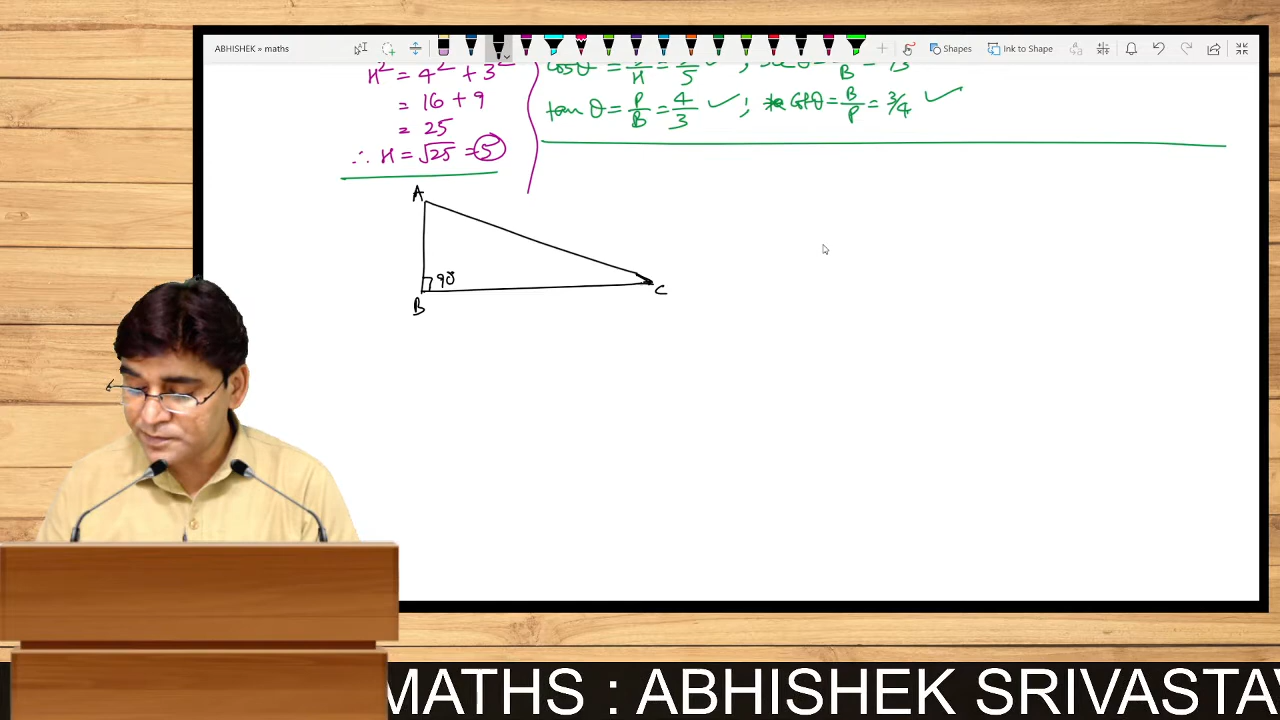 ABHISHEK » maths
Shapes
Ink to Shape
H² = 4² + 3²
= 16 + 9
= 25
∴ H = √25 = 5
tan θ = P/B = 4/3 ✓ ; cot θ = B/P = 3/4 ✓
A
90°
B
C
MATHS : ABHISHEK SRIVASTAV